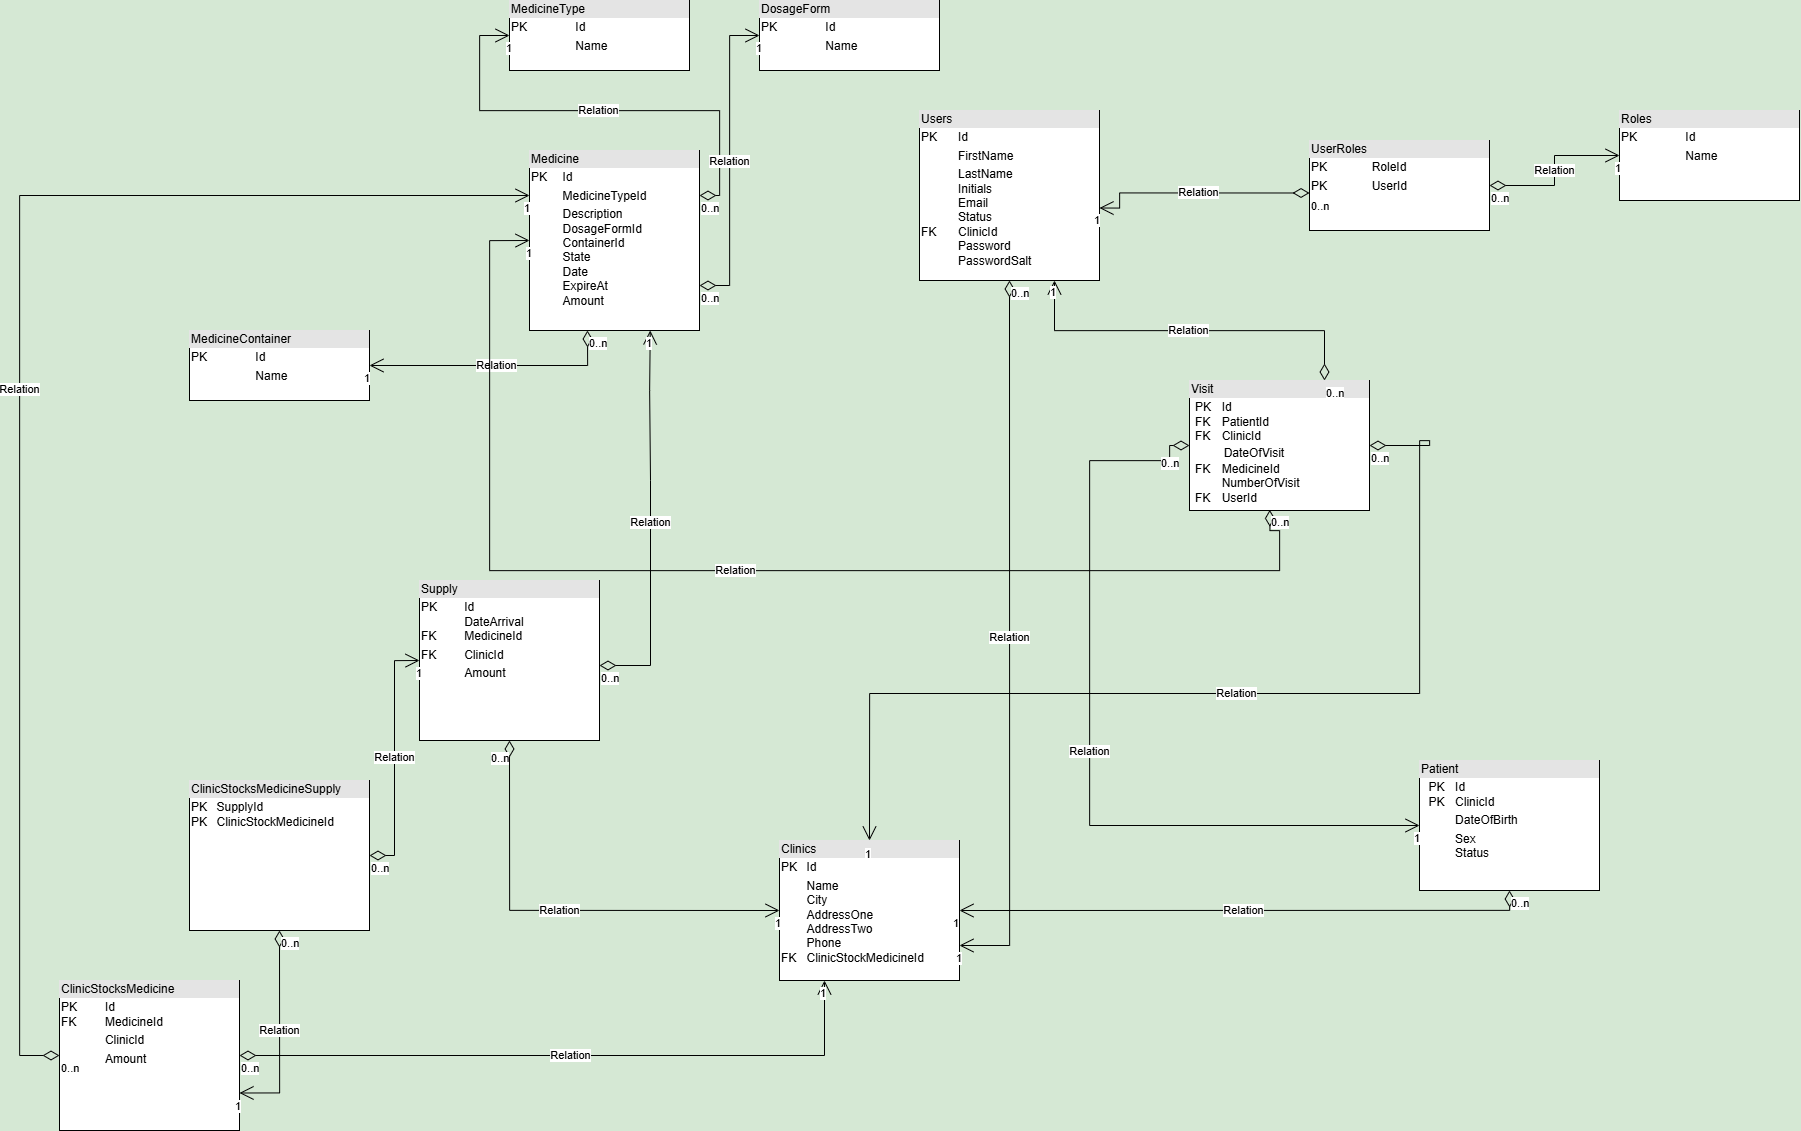 MedicineType
PK Id
1 Name
DosageForm
PK Id
1 Name
Relation
Relation
Users
PK Id
FirstName
LastName
Initials
Email
Status
FK ClinicId
Password
PasswordSalt
1
0..n
1
Relation
UserRoles
PK RoleId
PK UserId
0..n
0..n
Relation
Roles
PK Id
1 Name
Medicine
PK Id
MedicineTypeId
Description
DosageFormId
ContainerId
State
Date
ExpireAt
Amount
1
1
0..n
0..n
0..n
1
MedicineContainer
PK Id
Name 1
Relation
Relation
Relation
Visit
0..n
PK Id
FK PatientId
FK ClinicId
DateOfVisit
FK MedicineId
NumberOfVisit
FK UserId
0..n
0..n
0..n
Relation
Relation
Supply
PK Id
DateArrival
FK MedicineId
FK ClinicId
1 Amount
0..n
0..n
Relation
Relation
Relation
Relation
ClinicStocksMedicineSupply
PK SupplyId
PK ClinicStockMedicineId
0..n
0..n
Patient
PK Id
PK ClinicId
DateOfBirth
1 Sex
Status
0..n
Clinics
1
PK Id
Name
City
AddressOne
AddressTwo
Phone
FK ClinicStockMedicineId
1
1
1
1
Relation
Relation
ClinicStocksMedicine
PK Id
FK MedicineId
ClinicId
Amount
0..n
0..n
1
Relation
Relation